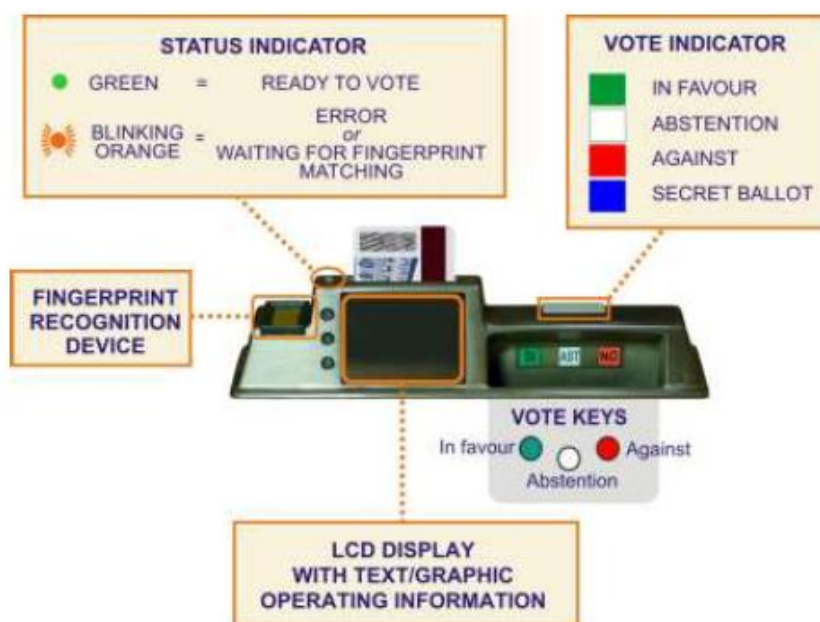 STATUS INDICATOR
GREEN = READY TO VOTE
BLINKING ORANGE = ERROR
or
WAITING FOR FINGERPRINT
MATCHING
VOTE INDICATOR
IN FAVOUR
ABSTENTION
AGAINST
SECRET BALLOT
FINGERPRINT
RECOGNITION
DEVICE
SI ABT NO
VOTE KEYS
In favour
Against
Abstention
LCD DISPLAY
WITH TEXT/GRAPHIC
OPERATING INFORMATION